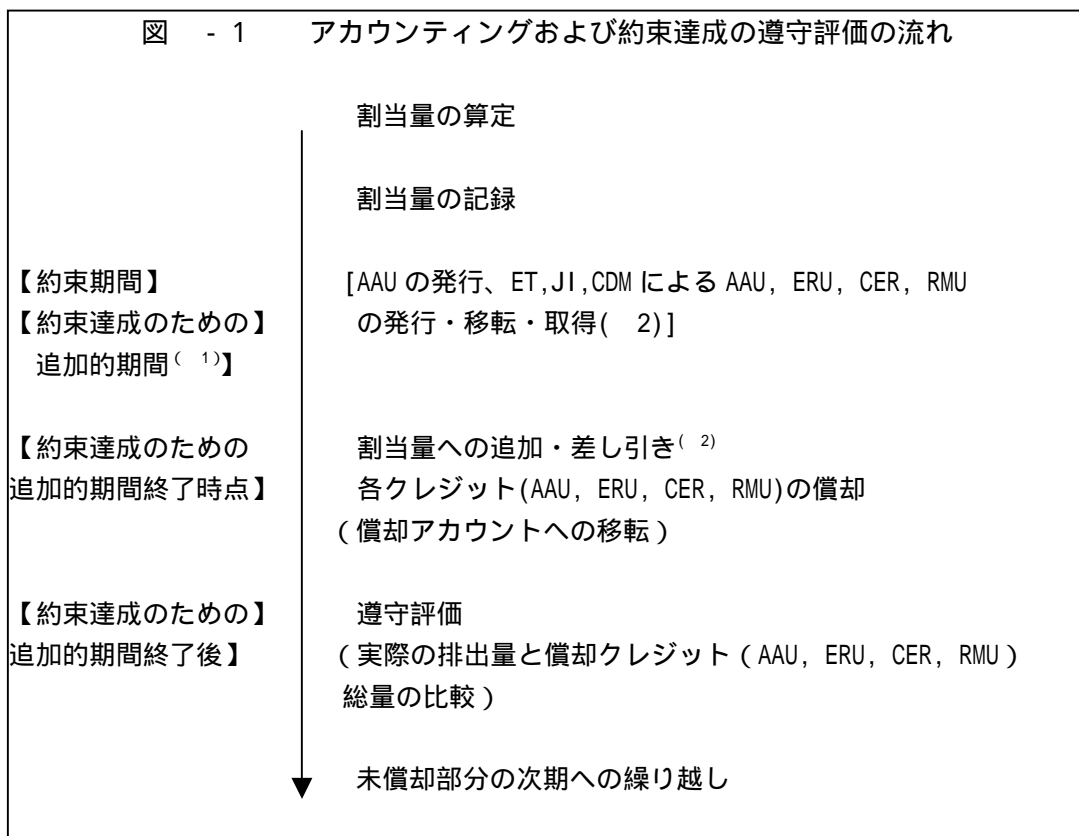 図 -1 アカウンティングおよび約束達成の遵守評価の流れ
割当量の算定
割当量の記録
【約束期間】 [AAUの発行、ET,JI,CDMによるAAU, ERU, CER, RMU
【約束達成のための】 の発行・移転・取得( 2)]
追加的期間( 1)】
【約束達成のための 割当量への追加・差し引き( 2)
追加的期間終了時点】 各クレジット(AAU, ERU, CER, RMU)の償却
(償却アカウントへの移転)
【約束達成のための】 遵守評価
追加的期間終了後】 (実際の排出量と償却クレジット(AAU, ERU, CER, RMU)
総量の比較)
未償却部分の次期への繰り越し